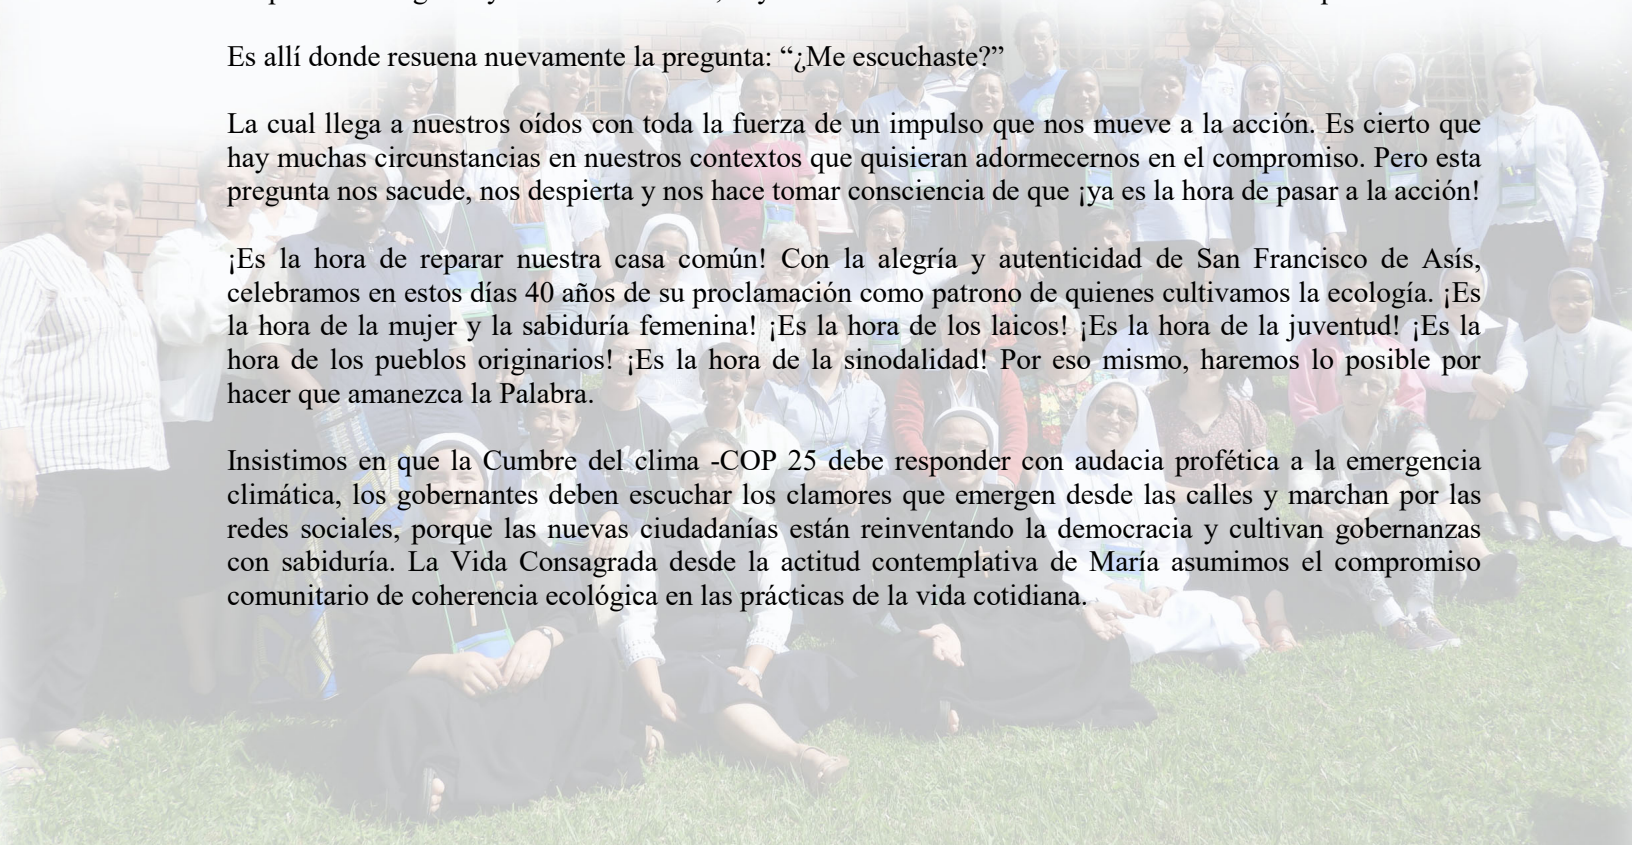 Es allí donde resuena nuevamente la pregunta: “¿Me escuchaste?”
La cual llega a nuestros oídos con toda la fuerza de un impulso que nos mueve a la acción. Es cierto que
hay muchas circunstancias en nuestros contextos que quisieran adormecernos en el compromiso. Pero esta
pregunta nos sacude, nos despierta y nos hace tomar consciencia de que ¡ya es la hora de pasar a la acción!
¡Es la hora de reparar nuestra casa común! Con la alegría y autenticidad de San Francisco de Asís,
celebramos en estos días 40 años de su proclamación como patrono de quienes cultivamos la ecología. ¡Es
la hora de la mujer y la sabiduría femenina! ¡Es la hora de los laicos! ¡Es la hora de la juventud! ¡Es la
hora de los pueblos originarios! ¡Es la hora de la sinodalidad! Por eso mismo, haremos lo posible por
hacer que amanezca la Palabra.
Insistimos en que la Cumbre del clima -COP 25 debe responder con audacia profética a la emergencia
climática, los gobernantes deben escuchar los clamores que emergen desde las calles y marchan por las
redes sociales, porque las nuevas ciudadanías están reinventando la democracia y cultivan gobernanzas
con sabiduría. La Vida Consagrada desde la actitud contemplativa de María asumimos el compromiso
comunitario de coherencia ecológica en las prácticas de la vida cotidiana.